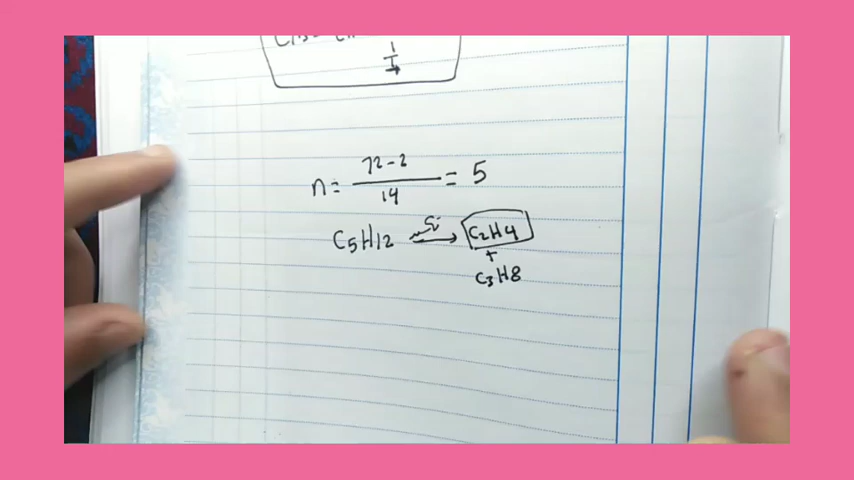 1
I
n = 72-2 / 14 = 5
C5H12 → C2H4
+
C3H8